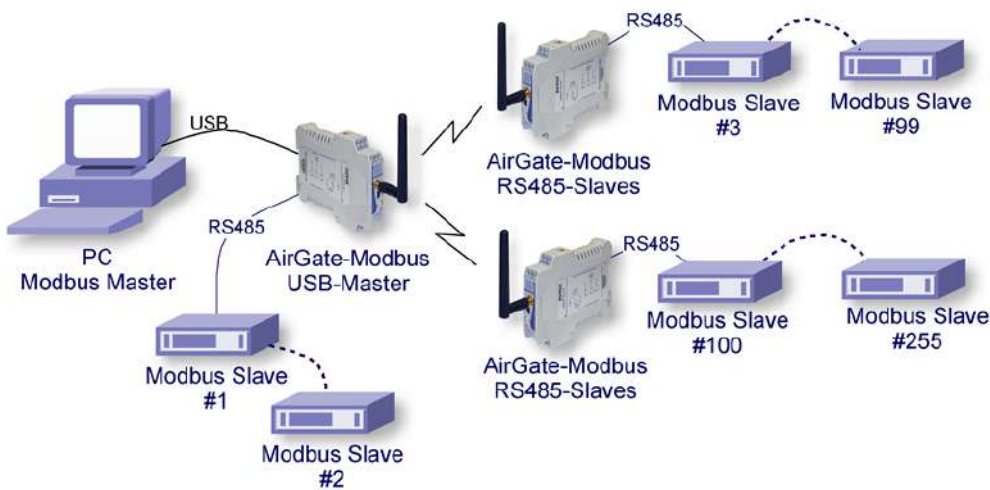 USB
RS485
PC
Modbus Master
AirGate-Modbus
USB-Master
RS485
Modbus Slave
#3
Modbus Slave
#99
AirGate-Modbus
RS485-Slaves
RS485
Modbus Slave
#100
Modbus Slave
#255
AirGate-Modbus
RS485-Slaves
Modbus Slave
#1
Modbus Slave
#2